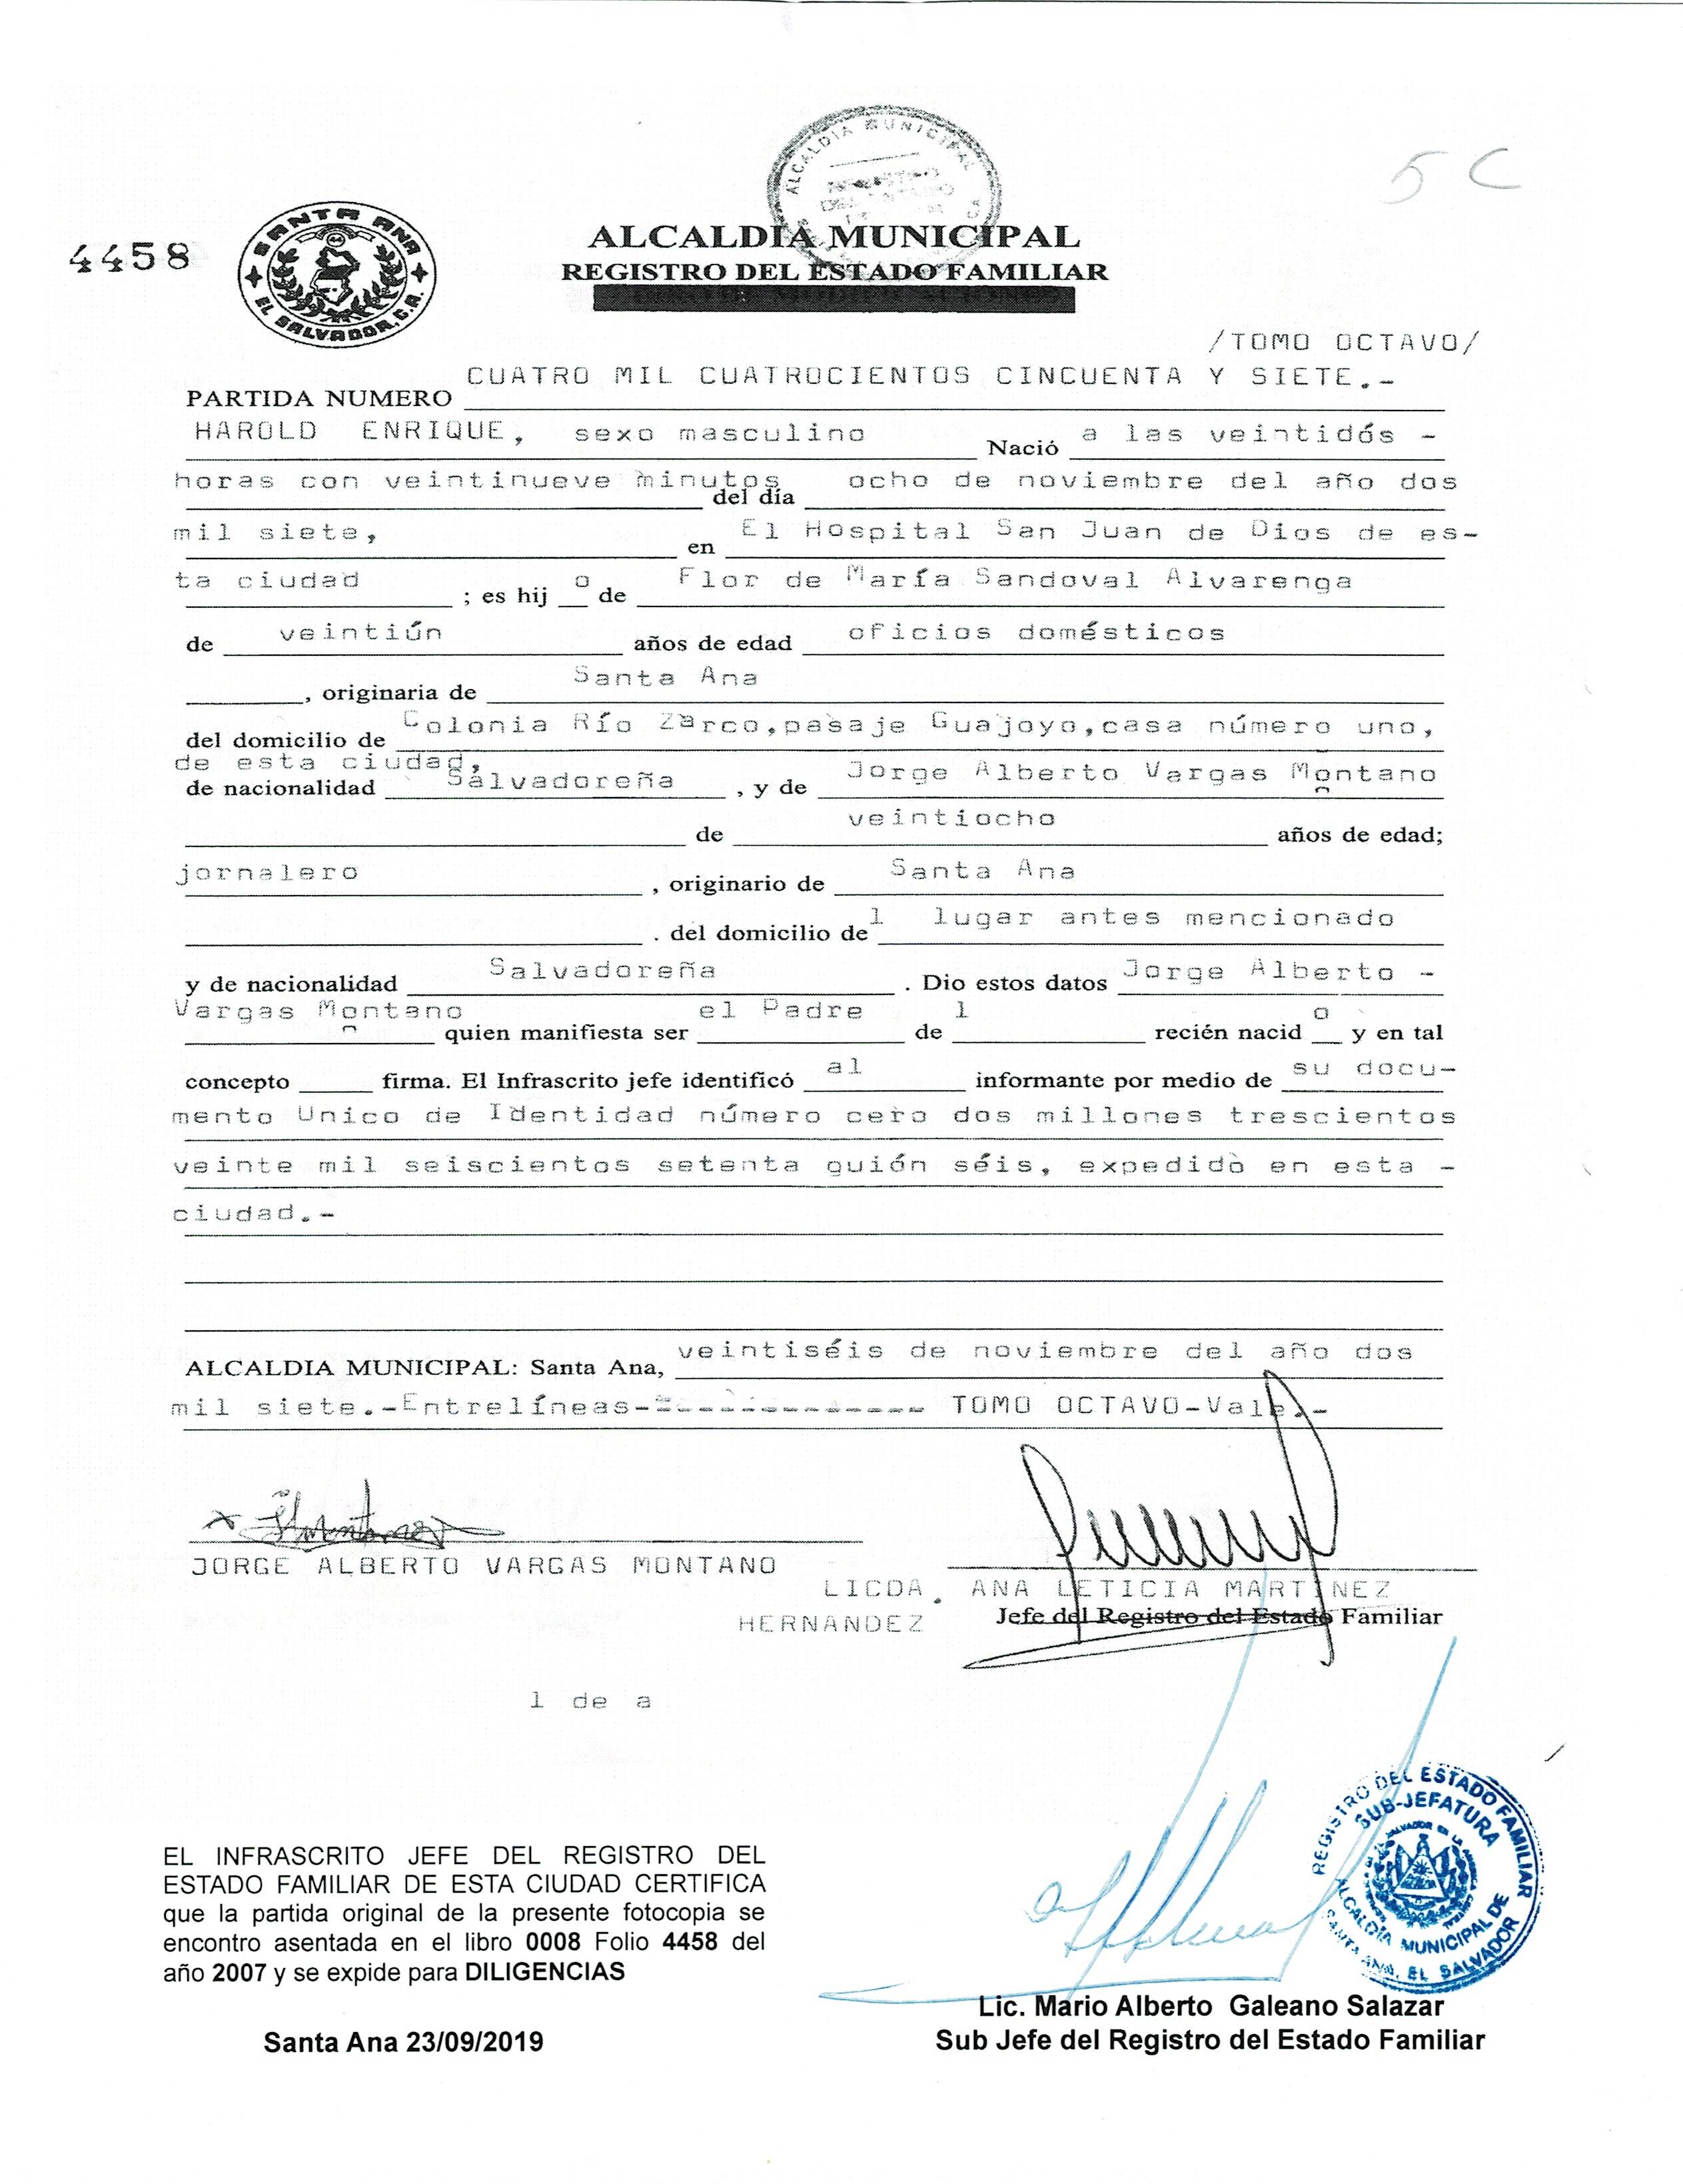 ALCALDIA MUNICIPAL
5 C
4458
SANTA ANA
EL SALVADOR, C.A.
ALCALDIA MUNICIPAL
REGISTRO DEL ESTADO FAMILIAR
/TOMO OCTAVO/
PARTIDA NUMERO CUATRO MIL CUATROCIENTOS CINCUENTA Y SIETE.-
HAROLD ENRIQUE, sexo masculino Nació a las veintidós -
horas con veintinueve minutos del día ocho de noviembre del año dos
mil siete, en El Hospital San Juan de Dios de es-
ta ciudad ; es hij o de Flor de María Sandoval Alvarenga
de veintiún años de edad oficios domésticos
, originaria de Santa Ana
del domicilio de Colonia Río Zarco,pasaje Guajoyo,casa número uno,
de esta ciudad,
de nacionalidad Salvadoreña , y de Jorge Alberto Vargas Montano
de veintiocho años de edad;
jornalero , originario de Santa Ana
. del domicilio de l lugar antes mencionado
y de nacionalidad Salvadoreña . Dio estos datos Jorge Alberto -
Vargas Montano quien manifiesta ser el Padre de l recién nacid o y en tal
concepto firma. El Infrascrito jefe identificó al informante por medio de su docu-
mento Unico de Identidad número cero dos millones trescientos
veinte mil seiscientos setenta guión séis, expedido en esta -
ciudad.-
ALCALDIA MUNICIPAL: Santa Ana, veintiséis de noviembre del año dos
mil siete.-Entrelíneas- TOMO OCTAVO-Vale.-
JORGE ALBERTO VARGAS MONTANO
LICDA. ANA LETICIA MARTINEZ
HERNANDEZ Jefe del Registro del Estado Familiar
1 de a
REGISTRO DEL ESTADO FAMILIAR
SUB-JEFATURA
ALCALDIA MUNICIPAL DE
SANTA ANA, EL SALVADOR
EL INFRASCRITO JEFE DEL REGISTRO DEL
ESTADO FAMILIAR DE ESTA CIUDAD CERTIFICA
que la partida original de la presente fotocopia se
encontro asentada en el libro 0008 Folio 4458 del
año 2007 y se expide para DILIGENCIAS
Lic. Mario Alberto Galeano Salazar
Santa Ana 23/09/2019
Sub Jefe del Registro del Estado Familiar